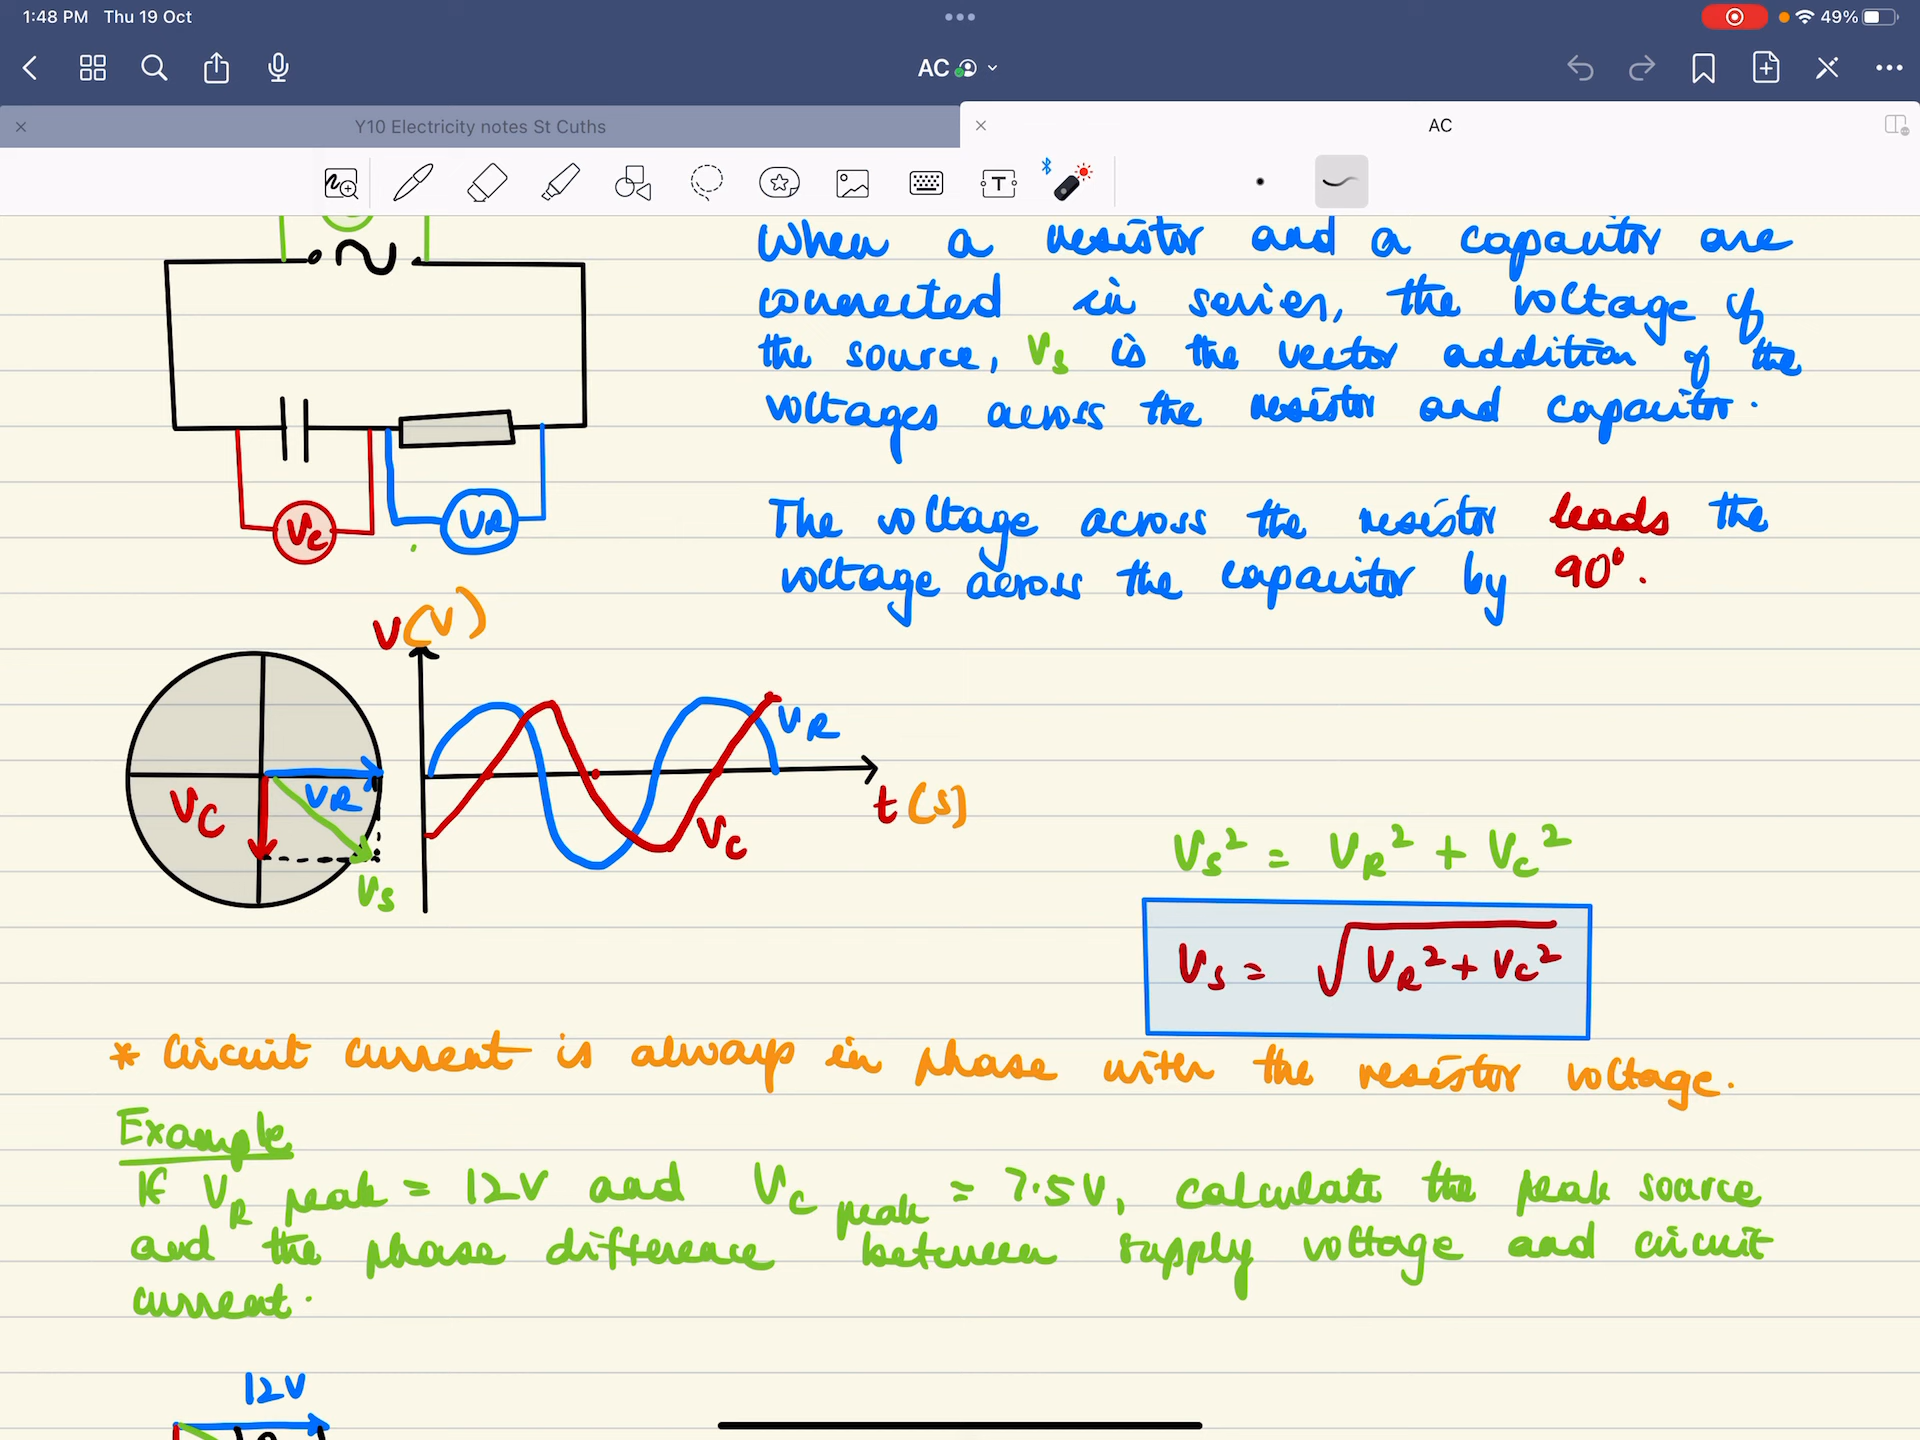 1:48 PM Thu 19 Oct
49%
AC
Y10 Electricity notes St Cuths
AC
T
When a resistor and a capacitor are
connected in series, the voltage of
the source, Vs is the vector addition of the
voltages across the resistor and capacitor.
Vc
VR
The voltage across the resistor leads the
voltage across the capacitor by 90°.
V(V)
VR
VC
VR
VS
VC
t(s)
Vs² = VR² + Vc²
Vs = √VR² + Vc²
* Circuit current is always in phase with the resistor voltage.
Example
If VR peak = 12V and Vc peak = 7.5V, calculate the peak source
and the phase difference between supply voltage and circuit
current.
12V